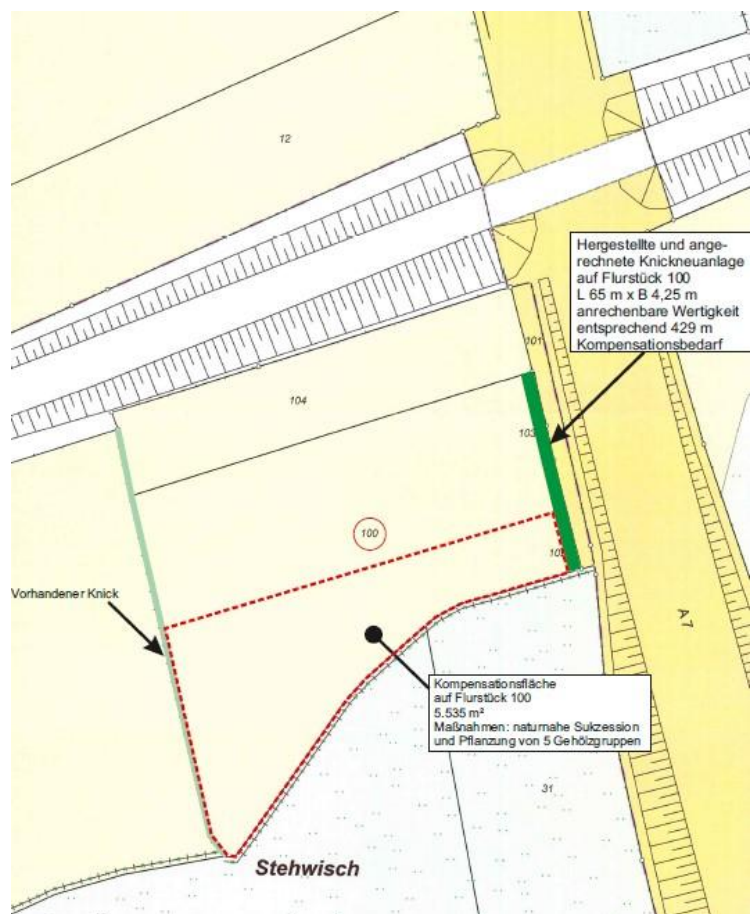 12
Hergestellte und ange-
rechnete Knickneuanlage
auf Flurstück 100
L 65 m x B 4,25 m
anrechenbare Wertigkeit
entsprechend 429 m
Kompensationsbedarf
101
104
103
100
Vorhandener Knick
A 7
Kompensationsfläche
auf Flurstück 100
5.535 m²
Maßnahmen: naturnahe Sukzession
und Pflanzung von 5 Gehölzgruppen
31
Stehwisch